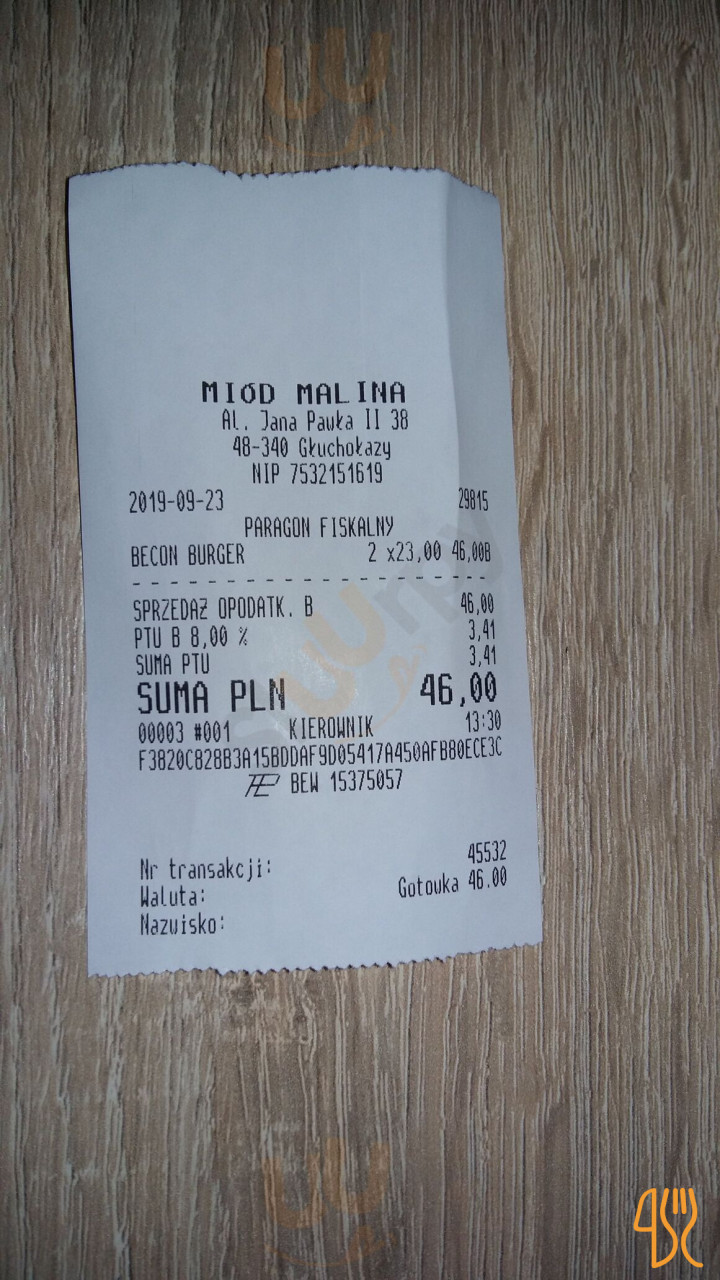 MIÓD MALINA
Al. Jana Pawła II 38
48-340 Głuchołazy
NIP 7532151619
2019-09-23 29815
PARAGON FISKALNY
BECON BURGER 2 x23,00 46,00B
- - - - - - - - - - - - - - - - - - - -
SPRZEDAŻ OPODATK. B 46,00
PTU B 8,00 % 3,41
SUMA PTU 3,41
SUMA PLN 46,00
00003 #001 KIEROWNIK 13:30
F3820C828B3A15BDDAF9D05417A450AFB80ECE3C
BEW 15375057
Nr transakcji: 45532
Waluta: Gotowka 46.00
Nazwisko: